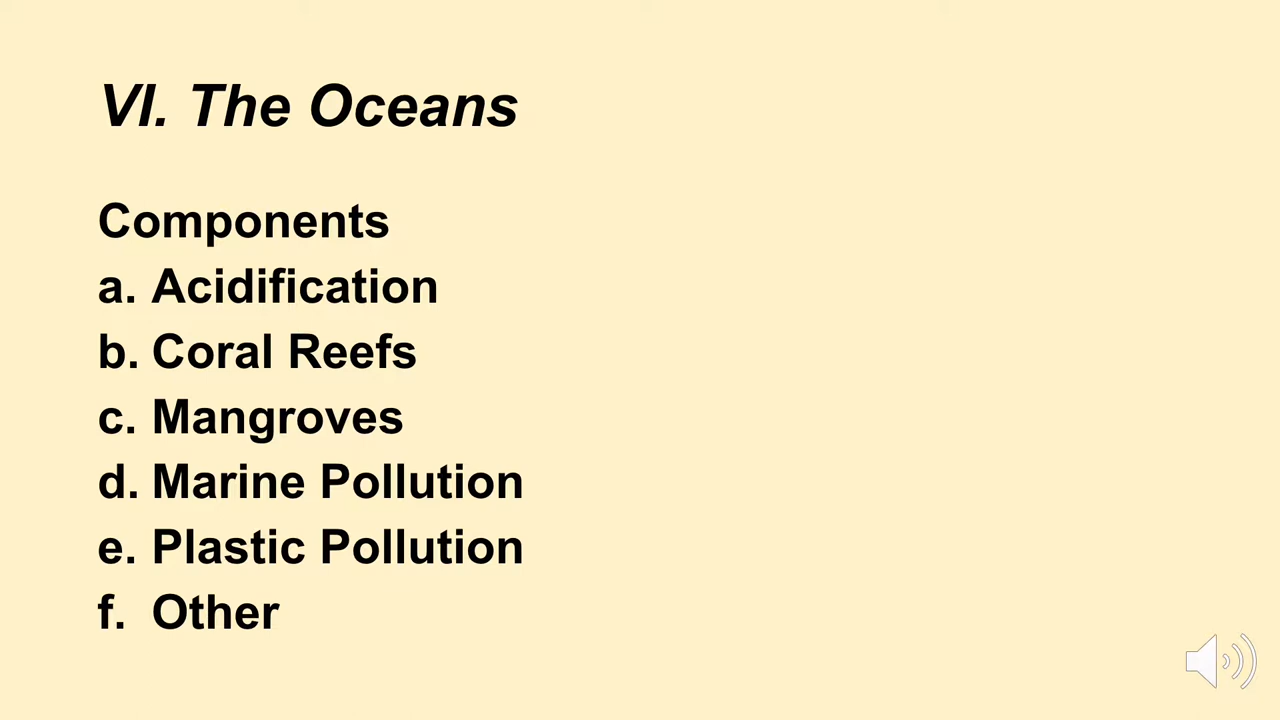 VI. The Oceans
Components
a. Acidification
b. Coral Reefs
c. Mangroves
d. Marine Pollution
e. Plastic Pollution
f. Other